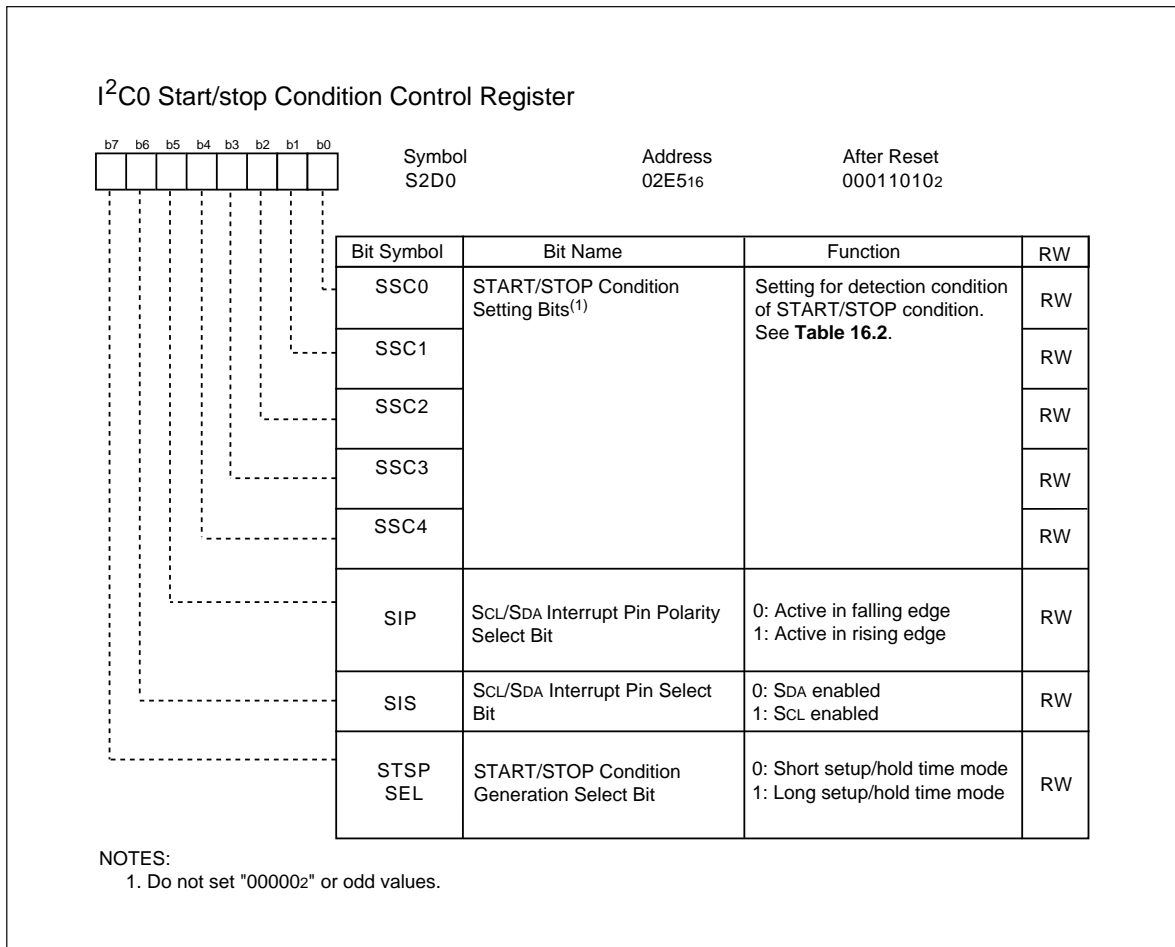 I²C0 Start/stop Condition Control Register
b7 b6 b5 b4 b3 b2 b1 b0
Symbol Address After Reset
S2D0 02E516 000110102
Bit Symbol Bit Name Function RW
SSC0 START/STOP Condition Setting Bits(1) Setting for detection condition of START/STOP condition. See Table 16.2. RW
SSC1 RW
SSC2 RW
SSC3 RW
SSC4 RW
SIP SCL/SDA Interrupt Pin Polarity Select Bit 0: Active in falling edge 1: Active in rising edge RW
SIS SCL/SDA Interrupt Pin Select Bit 0: SDA enabled 1: SCL enabled RW
STSP SEL START/STOP Condition Generation Select Bit 0: Short setup/hold time mode 1: Long setup/hold time mode RW
NOTES:
1. Do not set "000002" or odd values.